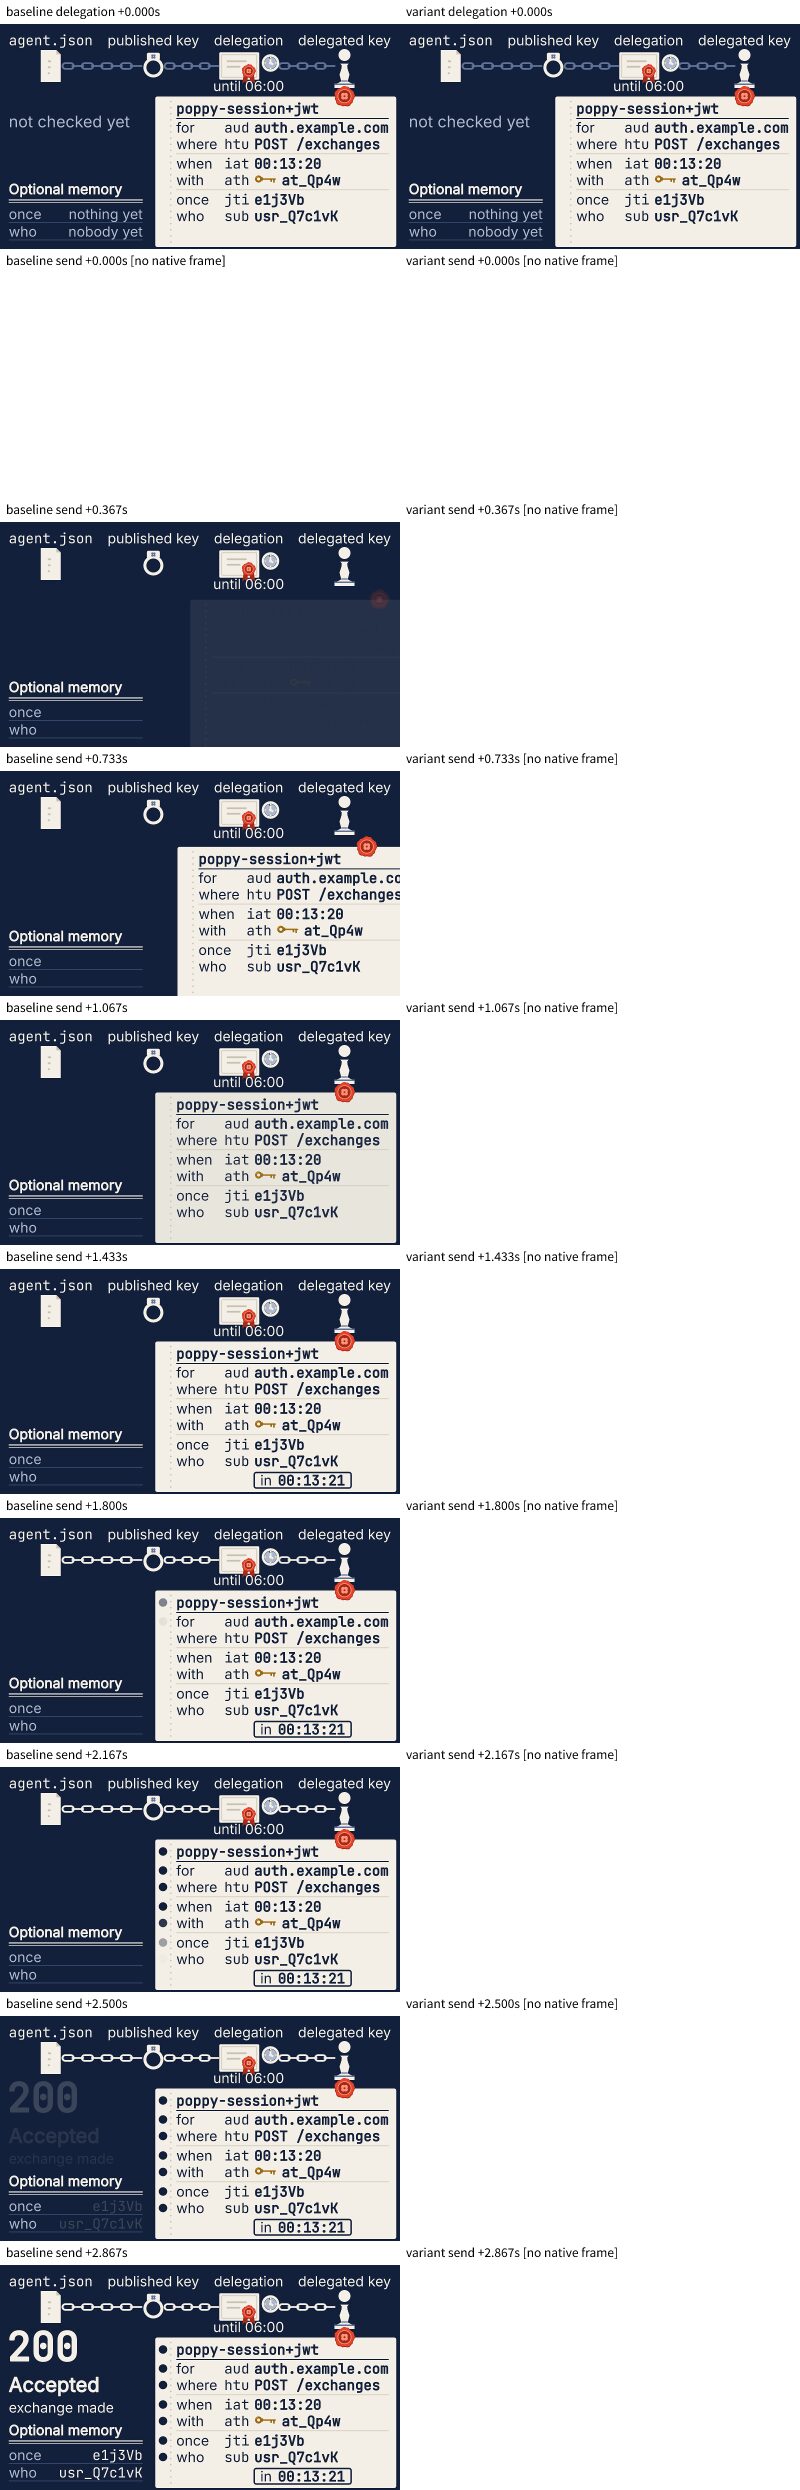 baseline delegation +0.000s
variant delegation +0.000s
agent.json published key delegation delegated key
until 06:00
not checked yet
Optional memory
once nothing yet
who nobody yet
poppy-session+jwt
for aud auth.example.com
where htu POST /exchanges
when iat 00:13:20
with ath at_Qp4w
once jti e1j3Vb
who sub usr_Q7c1vK
agent.json published key delegation delegated key
until 06:00
not checked yet
Optional memory
once nothing yet
who nobody yet
poppy-session+jwt
for aud auth.example.com
where htu POST /exchanges
when iat 00:13:20
with ath at_Qp4w
once jti e1j3Vb
who sub usr_Q7c1vK
baseline send +0.000s [no native frame]
variant send +0.000s [no native frame]
baseline send +0.367s
variant send +0.367s [no native frame]
agent.json published key delegation delegated key
until 06:00
Optional memory
once
who
baseline send +0.733s
variant send +0.733s [no native frame]
agent.json published key delegation delegated key
until 06:00
Optional memory
once
who
poppy-session+jwt
for aud auth.example.co
where htu POST /exchanges
when iat 00:13:20
with ath at_Qp4w
once jti e1j3Vb
who sub usr_Q7c1vK
baseline send +1.067s
variant send +1.067s [no native frame]
agent.json published key delegation delegated key
until 06:00
Optional memory
once
who
poppy-session+jwt
for aud auth.example.com
where htu POST /exchanges
when iat 00:13:20
with ath at_Qp4w
once jti e1j3Vb
who sub usr_Q7c1vK
baseline send +1.433s
variant send +1.433s [no native frame]
agent.json published key delegation delegated key
until 06:00
Optional memory
once
who
poppy-session+jwt
for aud auth.example.com
where htu POST /exchanges
when iat 00:13:20
with ath at_Qp4w
once jti e1j3Vb
who sub usr_Q7c1vK
in 00:13:21
baseline send +1.800s
variant send +1.800s [no native frame]
agent.json published key delegation delegated key
until 06:00
Optional memory
once
who
poppy-session+jwt
for aud auth.example.com
where htu POST /exchanges
when iat 00:13:20
with ath at_Qp4w
once jti e1j3Vb
who sub usr_Q7c1vK
in 00:13:21
baseline send +2.167s
variant send +2.167s [no native frame]
agent.json published key delegation delegated key
until 06:00
Optional memory
once
who
poppy-session+jwt
for aud auth.example.com
where htu POST /exchanges
when iat 00:13:20
with ath at_Qp4w
once jti e1j3Vb
who sub usr_Q7c1vK
in 00:13:21
baseline send +2.500s
variant send +2.500s [no native frame]
agent.json published key delegation delegated key
until 06:00
200
Accepted
exchange made
Optional memory
once e1j3Vb
who usr_Q7c1vK
poppy-session+jwt
for aud auth.example.com
where htu POST /exchanges
when iat 00:13:20
with ath at_Qp4w
once jti e1j3Vb
who sub usr_Q7c1vK
in 00:13:21
baseline send +2.867s
variant send +2.867s [no native frame]
agent.json published key delegation delegated key
until 06:00
200
Accepted
exchange made
Optional memory
once e1j3Vb
who usr_Q7c1vK
poppy-session+jwt
for aud auth.example.com
where htu POST /exchanges
when iat 00:13:20
with ath at_Qp4w
once jti e1j3Vb
who sub usr_Q7c1vK
in 00:13:21